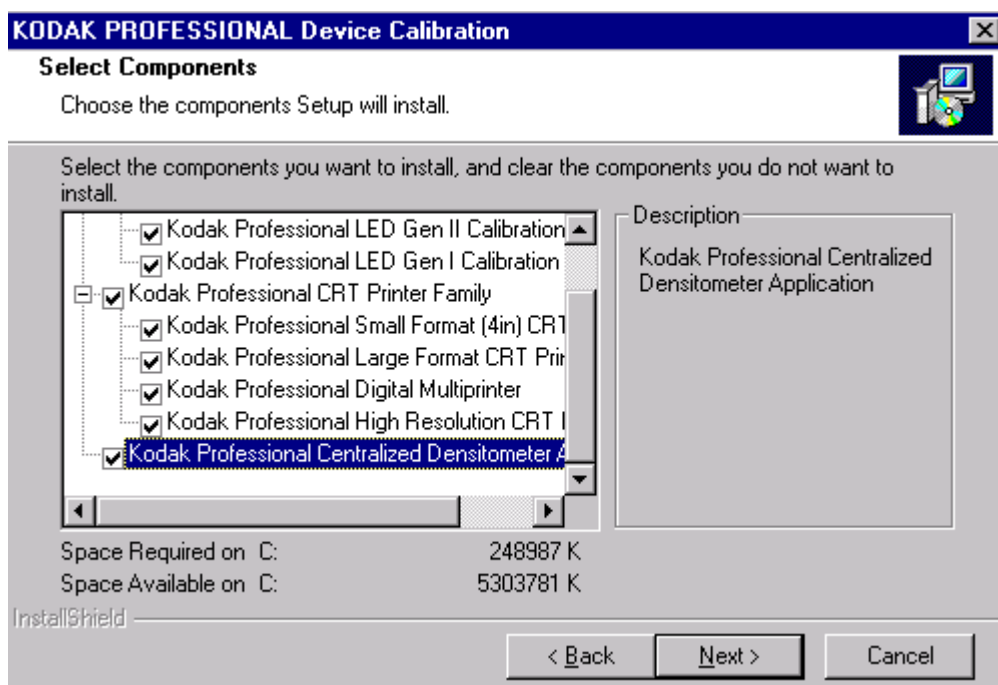 KODAK PROFESSIONAL Device Calibration
Select Components
Choose the components Setup will install.
Select the components you want to install, and clear the components you do not want to
install.
Kodak Professional LED Gen II Calibration
Kodak Professional LED Gen I Calibration
Kodak Professional CRT Printer Family
Kodak Professional Small Format (4in) CRT
Kodak Professional Large Format CRT Prin
Kodak Professional Digital Multiprinter
Kodak Professional High Resolution CRT
Kodak Professional Centralized Densitometer A
Description
Kodak Professional Centralized
Densitometer Application
Space Required on C: 248987 K
Space Available on C: 5303781 K
InstallShield
< Back
Next >
Cancel